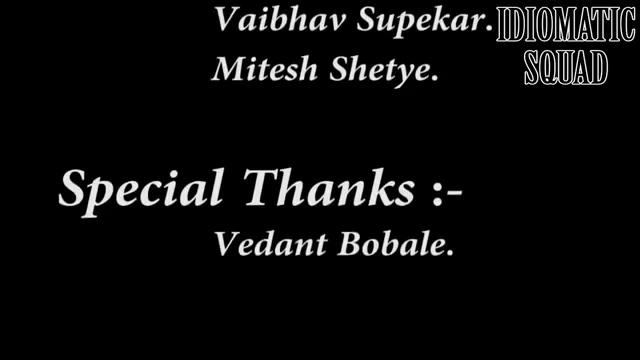 Vaibhav Supekar.
IDIOMATIC
SQUAD
Mitesh Shetye.
Special Thanks :-
Vedant Bobale.